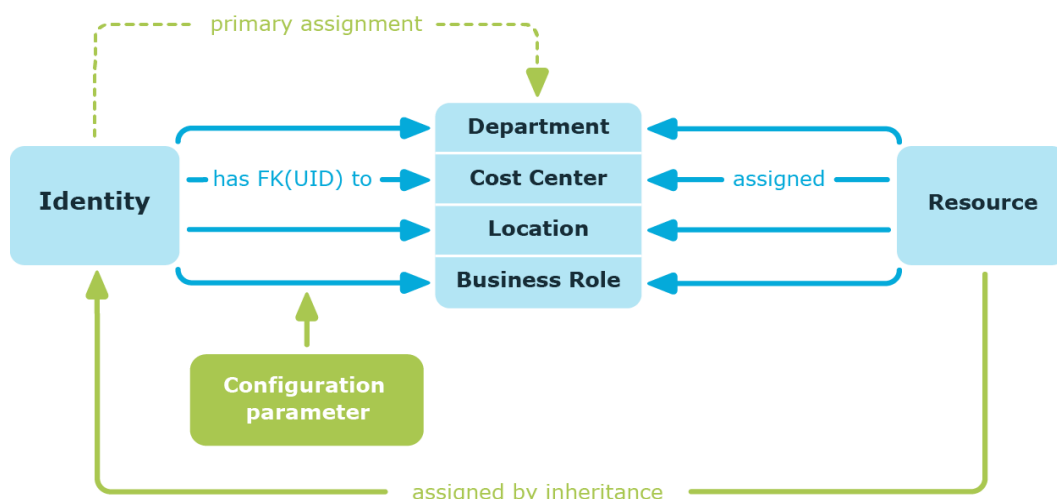 primary assignment
Department
Identity
has FK(UID) to
Cost Center
assigned
Resource
Location
Business Role
Configuration
parameter
assigned by inheritance